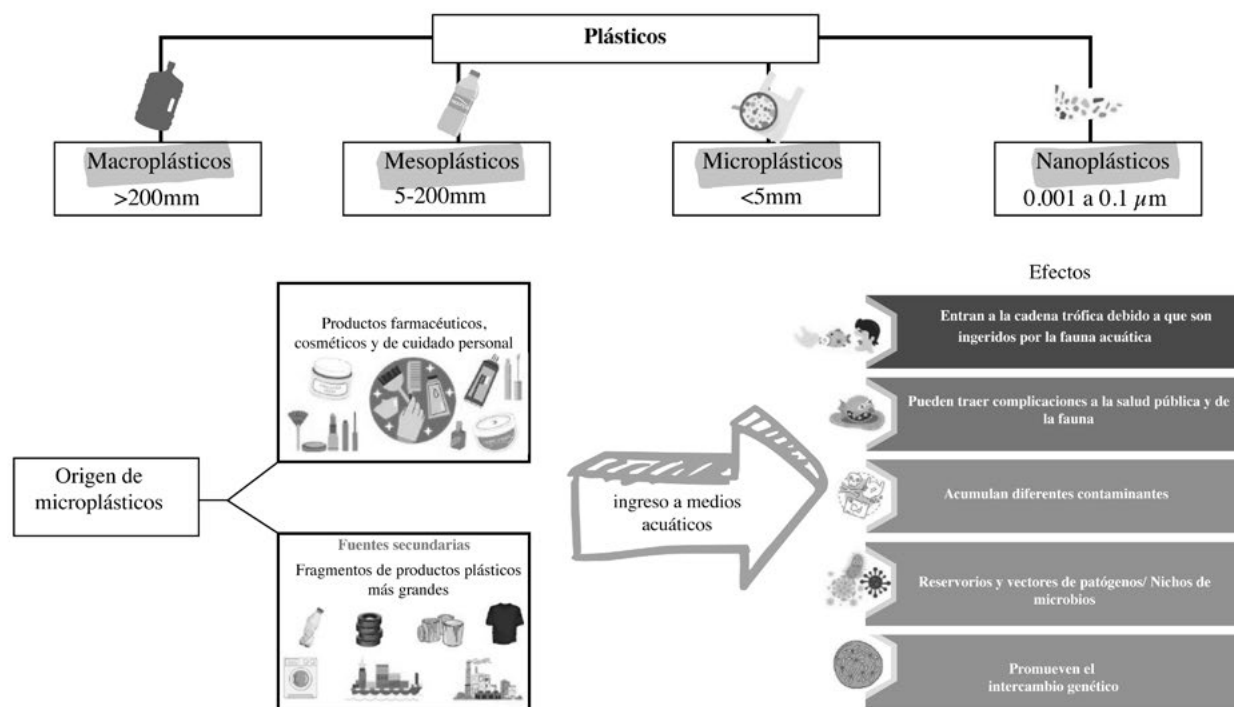 Plásticos
Macroplásticos
>200mm
Mesoplásticos
5-200mm
Microplásticos
<5mm
Nanoplásticos
0.001 a 0.1 µm
Origen de
microplásticos
Productos farmacéuticos,
cosméticos y de cuidado personal
Fuentes secundarias
Fragmentos de productos plásticos
más grandes
ingreso a medios
acuáticos
Efectos
Entran a la cadena trófica debido a que son
ingeridos por la fauna acuática
Pueden traer complicaciones a la salud pública y de
la fauna
Acumulan diferentes contaminantes
Reservorios y vectores de patógenos/ Nichos de
microbios
Promueven el
intercambio genético